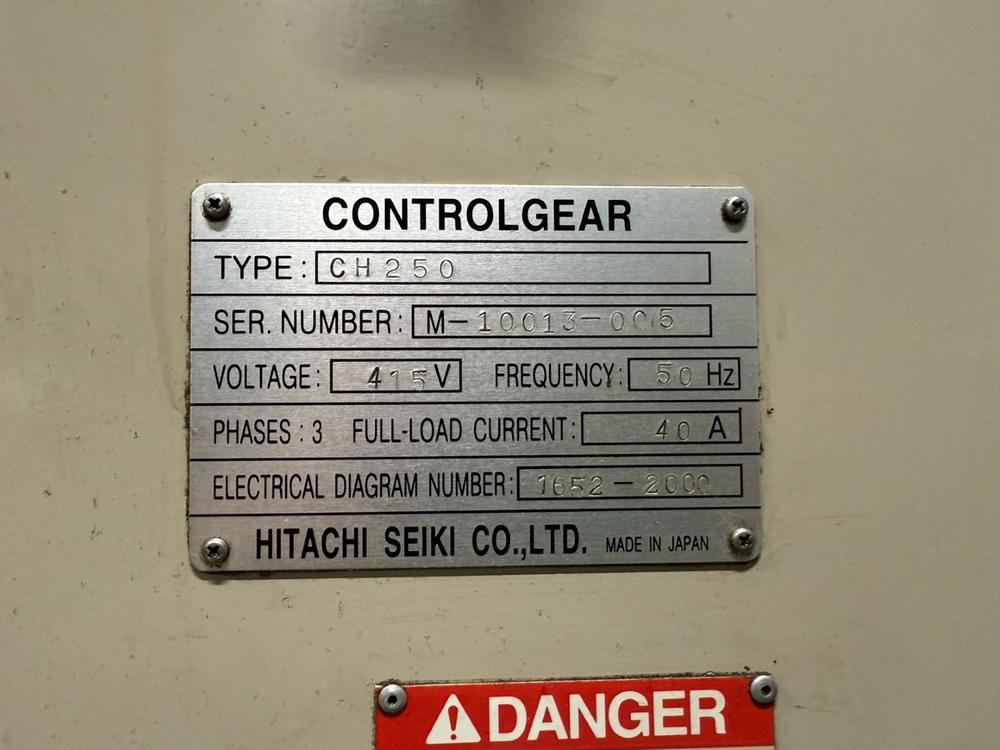 CONTROLGEAR
TYPE: CH250
SER. NUMBER: M-10013-005
VOLTAGE: 415V FREQUENCY: 50 Hz
PHASES: 3 FULL-LOAD CURRENT: 40 A
ELECTRICAL DIAGRAM NUMBER: 1652-2000
HITACHI SEIKI CO.,LTD. MADE IN JAPAN
DANGER